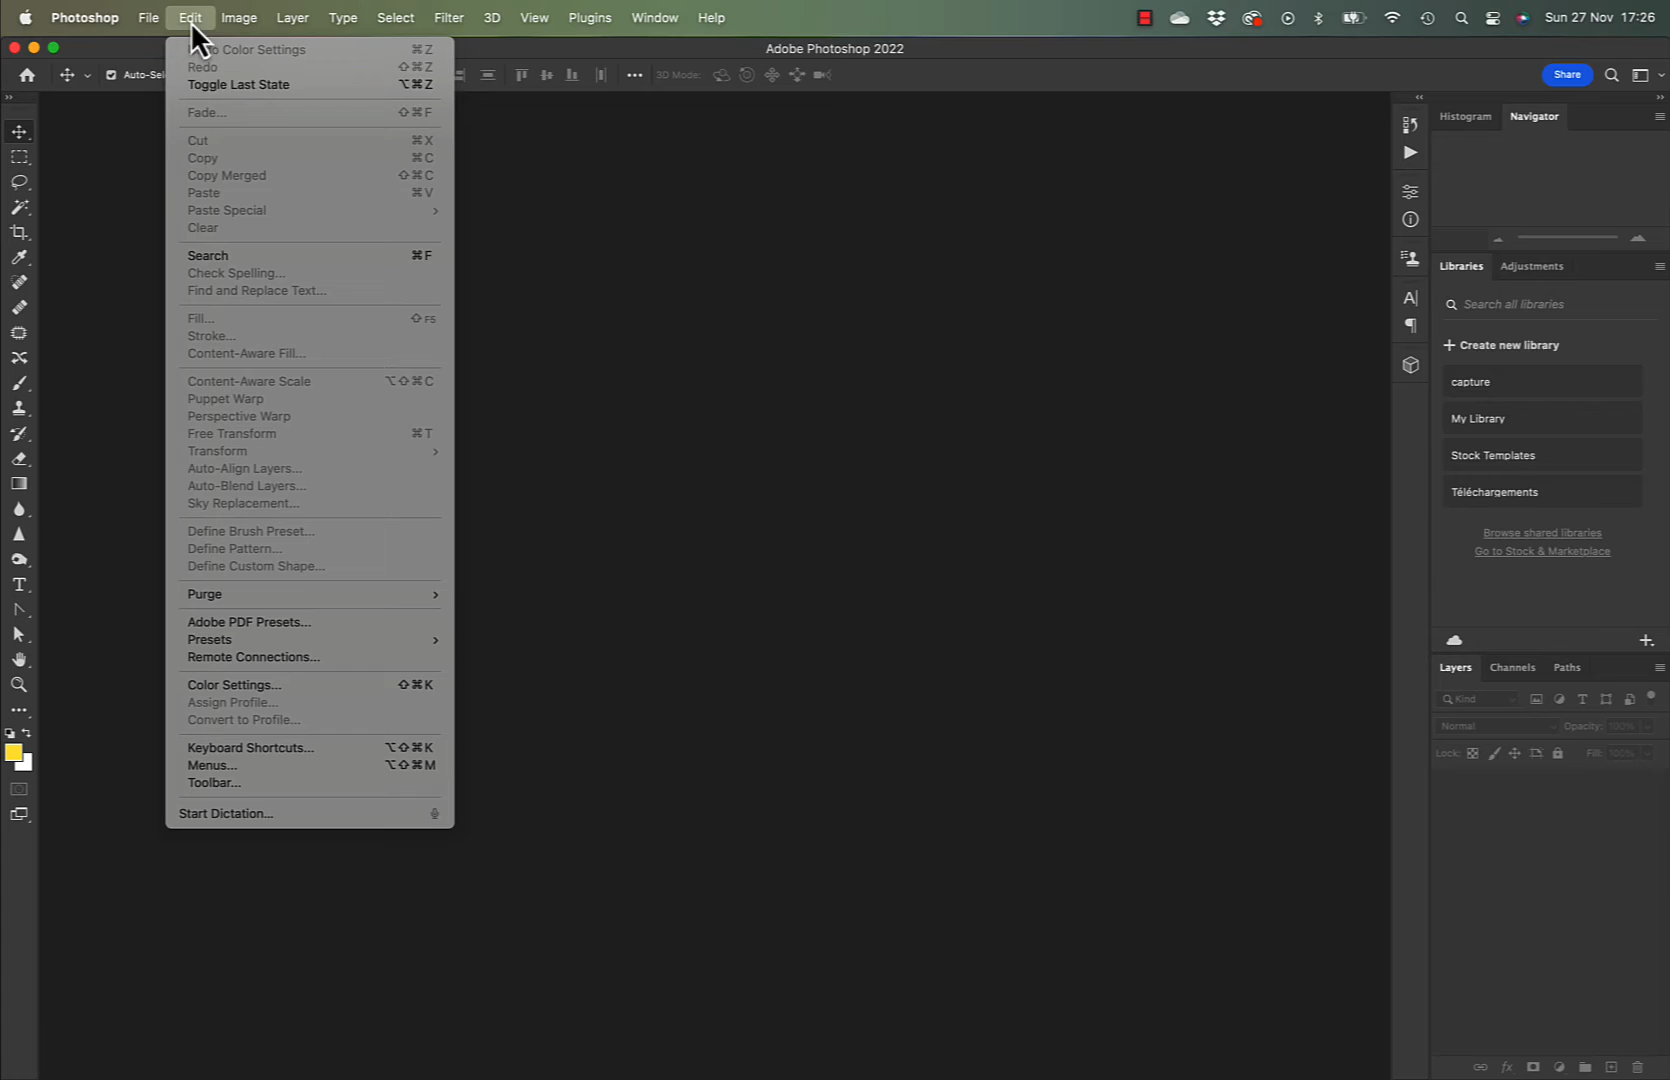 Photoshop File Edit Image Layer Type Select Filter 3D View Plugins Window Help Sun 27 Nov 17:26
Adobe Photoshop 2022
Auto-Sele 3D Mode: Share
Color Settings ⌘ Z
Redo ⇧⌘ Z
Toggle Last State ⌥⌘ Z
Fade... ⇧⌘ F
Cut ⌘ X
Copy ⌘ C
Copy Merged ⇧⌘ C
Paste ⌘ V
Paste Special
Clear
Search ⌘ F
Check Spelling...
Find and Replace Text...
Fill... ⇧ F5
Stroke...
Content-Aware Fill...
Content-Aware Scale ⌥⇧⌘ C
Puppet Warp
Perspective Warp
Free Transform ⌘ T
Transform
Auto-Align Layers...
Auto-Blend Layers...
Sky Replacement...
Define Brush Preset...
Define Pattern...
Define Custom Shape...
Purge
Adobe PDF Presets...
Presets
Remote Connections...
Color Settings... ⇧⌘ K
Assign Profile...
Convert to Profile...
Keyboard Shortcuts... ⌥⇧⌘ K
Menus... ⌥⇧⌘ M
Toolbar...
Start Dictation...
Histogram Navigator
Libraries Adjustments
Search all libraries
+ Create new library
capture
My Library
Stock Templates
Téléchargements
Browse shared libraries
Go to Stock & Marketplace
Layers Channels Paths
Kind
Normal Opacity: 100%
Lock: Fill: 100%